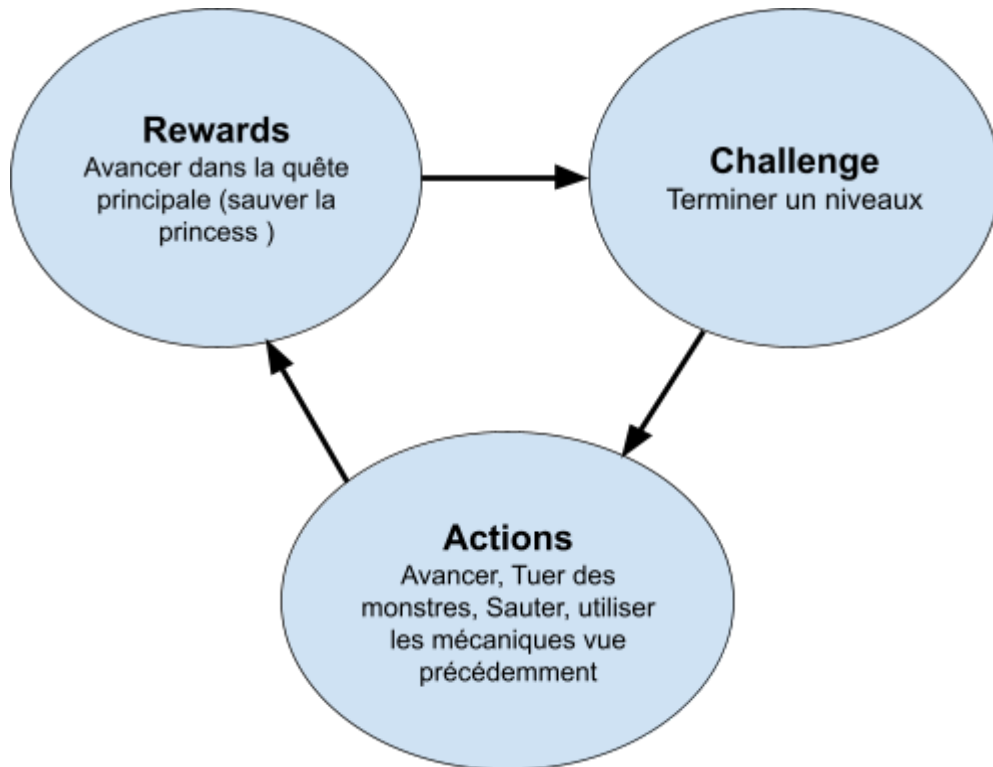 Rewards
Avancer dans la quête
principale (sauver la
princess )
Challenge
Terminer un niveaux
Actions
Avancer, Tuer des
monstres, Sauter, utiliser
les mécaniques vue
précédemment